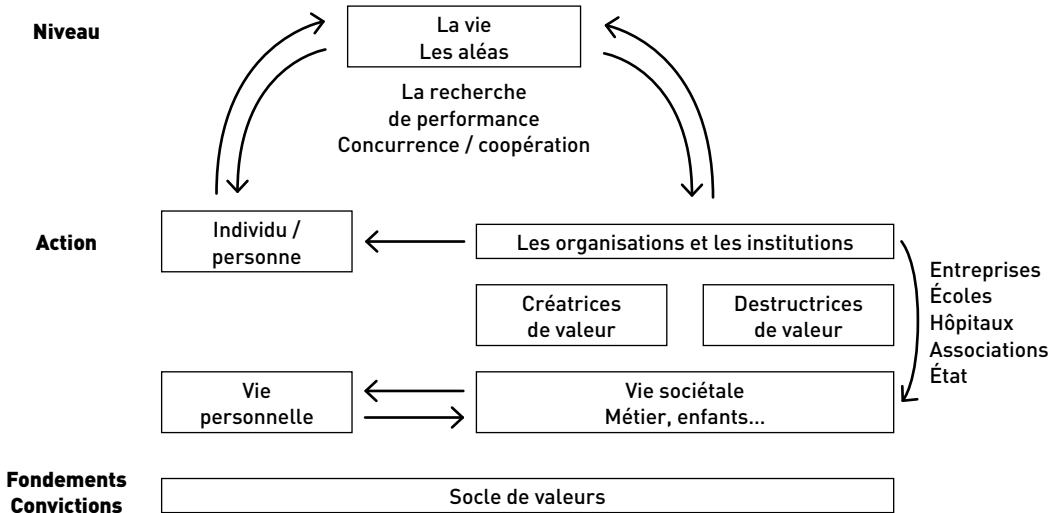 Niveau
La vie
Les aléas
La recherche
de performance
Concurrence / coopération
Action
Individu /
personne
Les organisations et les institutions
Créatrices
de valeur
Destructrices
de valeur
Entreprises
Écoles
Hôpitaux
Associations
État
Vie
personnelle
Vie sociétale
Métier, enfants...
Fondements
Convictions
Socle de valeurs